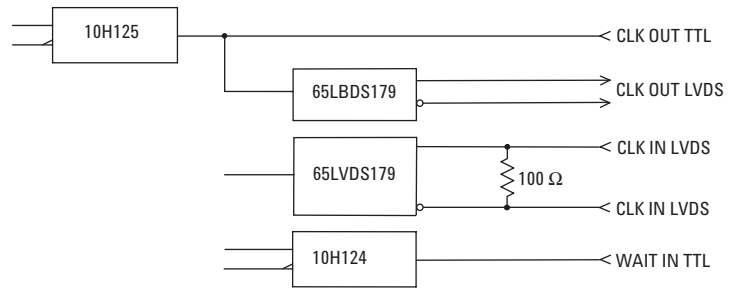 10H125
CLK OUT TTL
65LBDS179
CLK OUT LVDS
65LVDS179
CLK IN LVDS
100 Ω
CLK IN LVDS
10H124
WAIT IN TTL